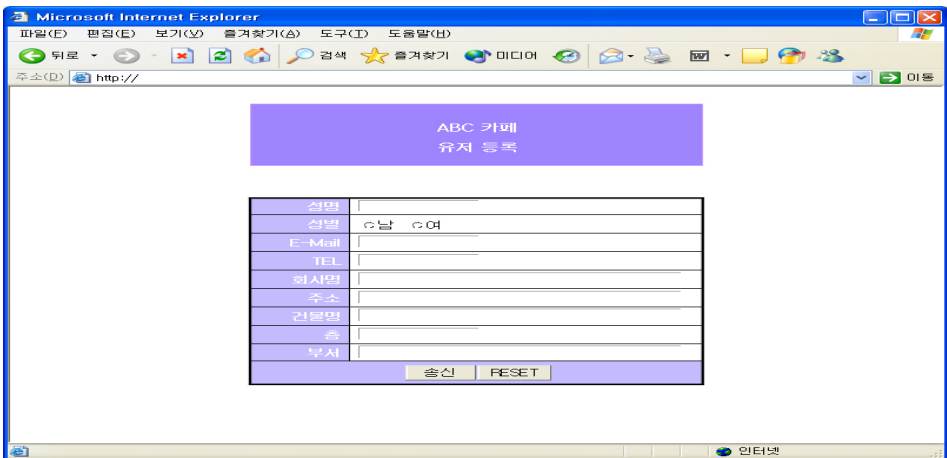 Microsoft Internet Explorer
파일(F) 편집(E) 보기(V) 즐겨찾기(A) 도구(T) 도움말(H)
뒤로 검색 즐겨찾기 미디어
주소(D) http:// 이동
ABC 카페
유저 등록
성명
성별 남 여
E-Mail
TEL
회사명
주소
건물명
층
부서
송신 RESET
인터넷